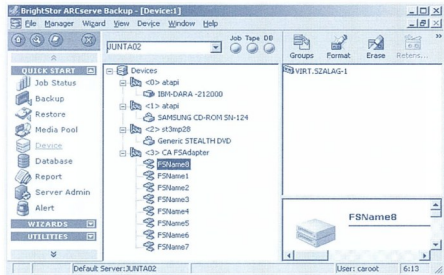 BrightStor ARCserve Backup - [Device:1]
File Manager Wizard View Device Window Help
JUNTA02
Job Tape DB
Groups Format Erase Retens...
QUICK START
Job Status
Backup
Restore
Media Pool
Device
Database
Report
Server Admin
Alert
WIZARDS
UTILITIES
Devices
<0> atapi
IBM-DARA -212000
<1> atapi
SAMSUNG CD-ROM SN-124
<2> st3mp28
Generic STEALTH DVD
<3> CA FSAdapter
FSName8
FSName1
FSName2
FSName3
FSName4
FSName5
FSName6
FSName7
VIRT.SZALAG-1
FSName8
Default Server:JUNTA02
User: caroot
6:13